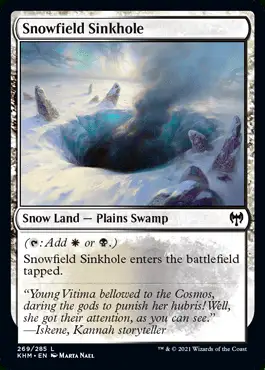 Snowfield Sinkhole
Snow Land — Plains Swamp
(: Add or .)
Snowfield Sinkhole enters the battlefield
tapped.
"Young Vitima bellowed to the Cosmos,
daring the gods to punish her hubris! Well,
she got their attention, as you can see."
—Iskene, Kannah storyteller
269/285 L
KHM • EN MARTA NAEL
™ & © 2021 Wizards of the Coast